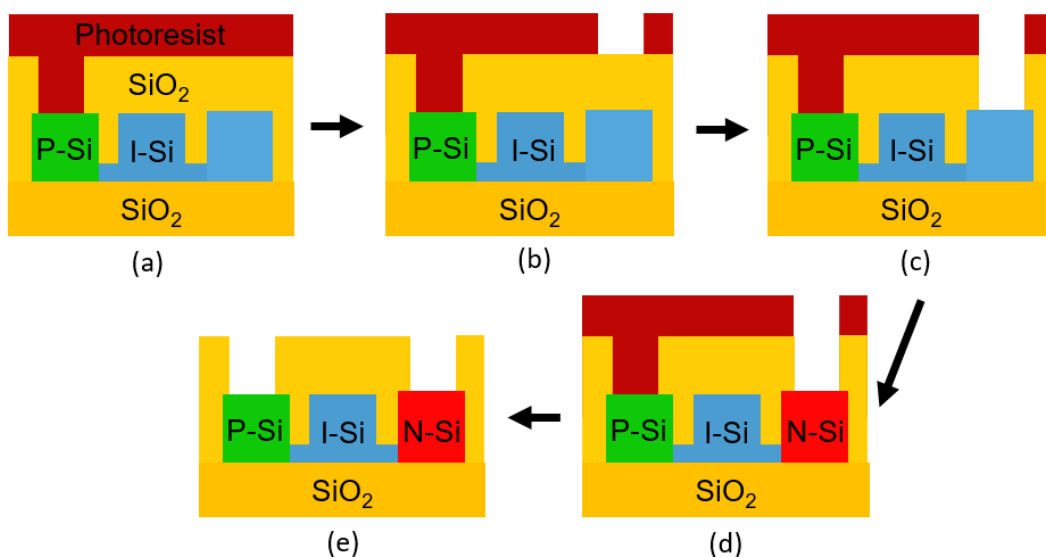 Photoresist
SiO₂
P-Si I-Si
SiO₂
(a)
P-Si I-Si
SiO₂
(b)
P-Si I-Si
SiO₂
(c)
P-Si I-Si N-Si
SiO₂
(e)
P-Si I-Si N-Si
SiO₂
(d)